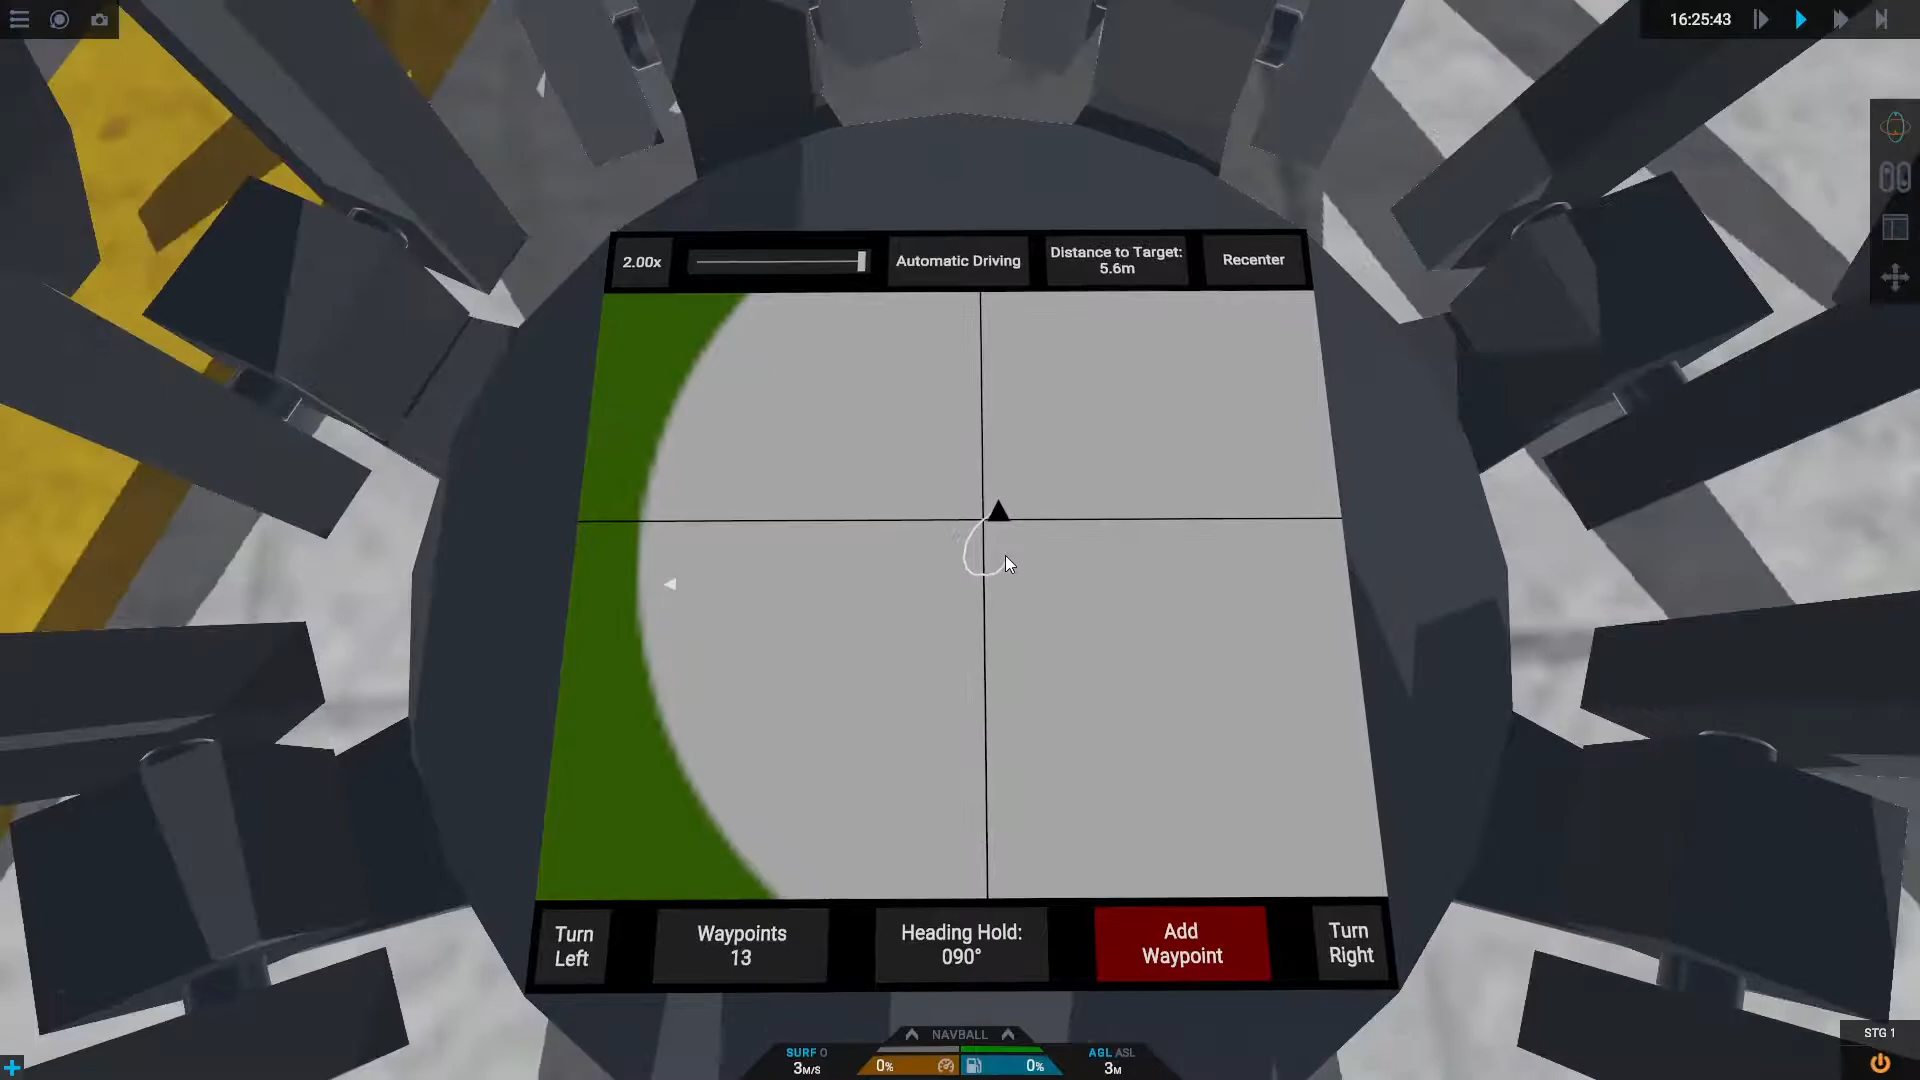 16:25:43
2.00x
Automatic Driving
Distance to Target:
5.6m
Recenter
Turn
Left
Waypoints
13
Heading Hold:
090°
Add
Waypoint
Turn
Right
NAVBALL
SURF O
3M/S
0%
0%
AGL ASL
3M
STG 1